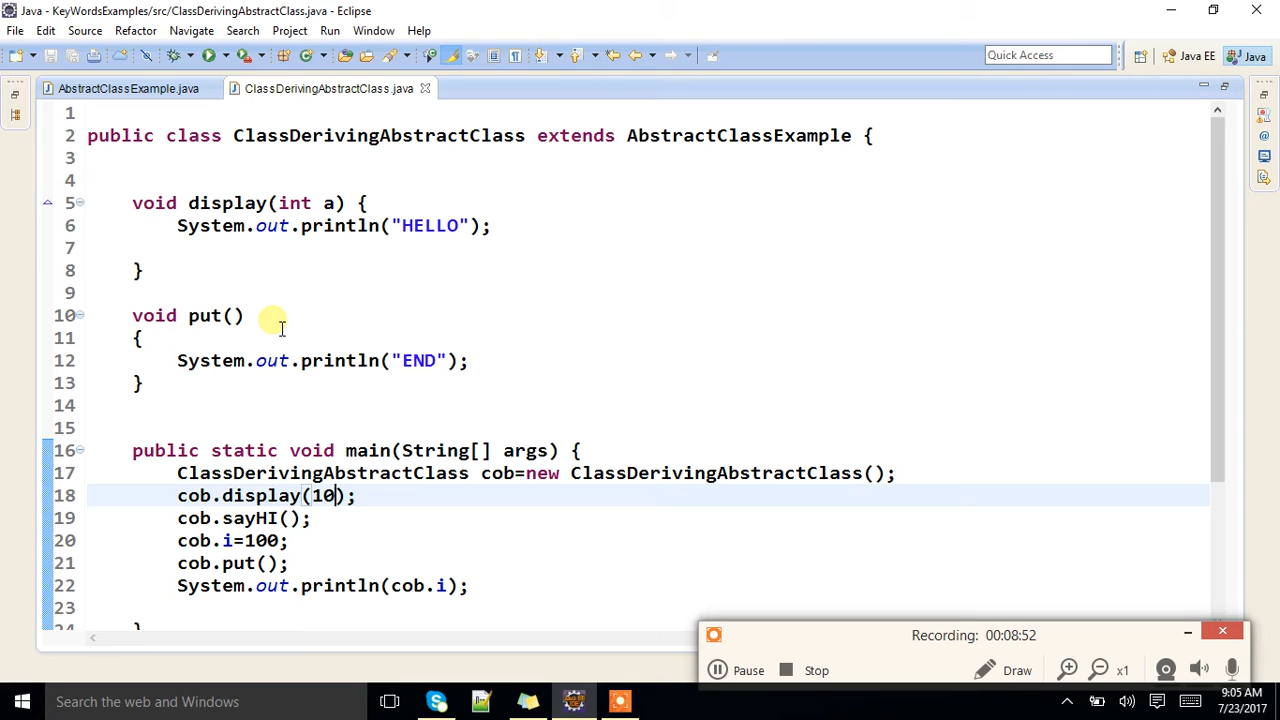 Java - KeyWordsExamples/src/ClassDerivingAbstractClass.java - Eclipse
File Edit Source Refactor Navigate Search Project Run Window Help
Quick Access
Java EE
Java
AbstractClassExample.java
ClassDerivingAbstractClass.java
1
2 public class ClassDerivingAbstractClass extends AbstractClassExample {
3
4
5 void display(int a) {
6 System.out.println("HELLO");
7
8 }
9
10 void put()
11 {
12 System.out.println("END");
13 }
14
15
16 public static void main(String[] args) {
17 ClassDerivingAbstractClass cob=new ClassDerivingAbstractClass();
18 cob.display(10);
19 cob.sayHI();
20 cob.i=100;
21 cob.put();
22 System.out.println(cob.i);
23
24 }
Recording: 00:08:52
Pause Stop Draw x1
Search the web and Windows
9:05 AM
7/23/2017